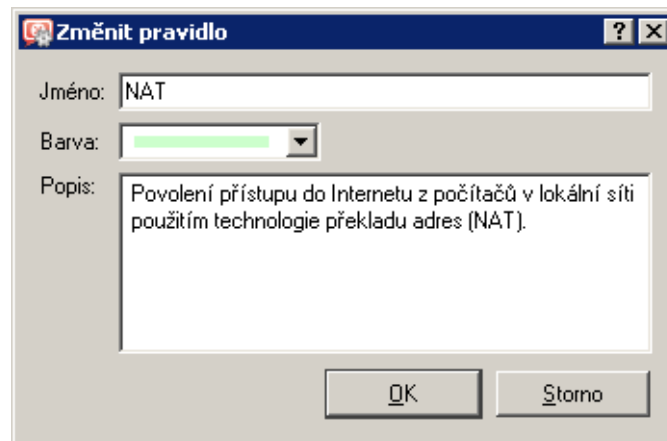 Změnit pravidlo
Jméno: NAT
Barva:
Popis: Povolení přístupu do Internetu z počítačů v lokální síti
použitím technologie překladu adres (NAT).
OK Storno